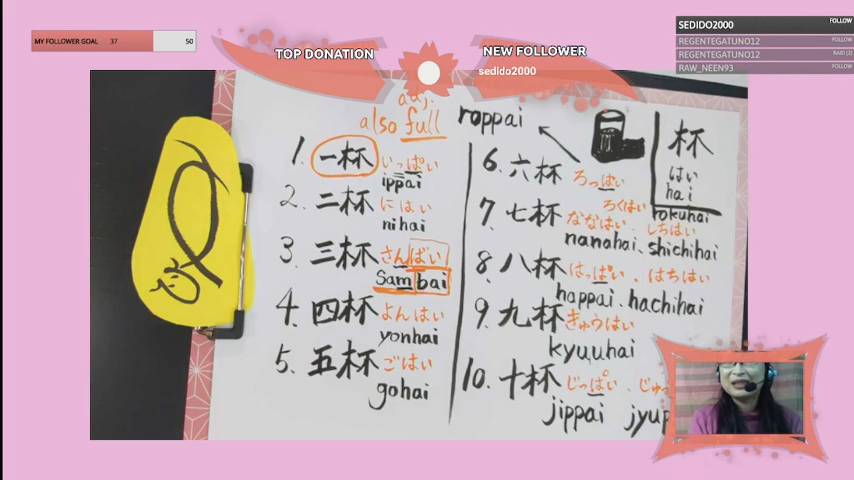 MY FOLLOWER GOAL 37 50
TOP DONATION
NEW FOLLOWER
sedido2000
SEDIDO2000 FOLLOW
REGENTEGATUNO12 FOLLOW
REGENTEGATUNO12 RAID (2)
RAW_NEEN93 FOLLOW
adj.
also full
1. 一杯 いっぱい
ippai
2. 二杯 にはい
nihai
3. 三杯 さんばい
Sambai
4. 四杯 よんはい
yonhai
5. 五杯 ごはい
gohai
roppai
杯
はい
hai
6. 六杯 ろっぱい
ろくはい
rokuhai
7. 七杯 ななはい、しちはい
nanahai、shichihai
8. 八杯 はっぱい、はちはい
happai、hachihai
9. 九杯 きゅうはい
kyuuhai
10. 十杯 じっぱい、じゅっ
jippai jyup